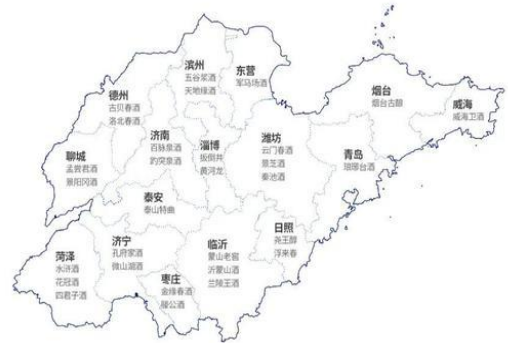 滨州
五谷浆酒
天地缘酒
东营
军马场酒
德州
古贝春酒
洛北春酒
烟台
烟台古酿
威海
威海卫酒
济南
百脉泉酒
趵突泉酒
淄博
扳倒井
黄河龙
潍坊
云门春酒
景芝酒
秦池酒
青岛
琅琊台酒
聊城
孟尝君酒
景阳冈酒
泰安
泰山特曲
日照
尧王醇
浮来春
菏泽
水浒酒
花冠酒
四君子酒
济宁
孔府家酒
微山湖酒
临沂
蒙山老窖
沂蒙山酒
兰陵王酒
枣庄
金缘春酒
滕公酒